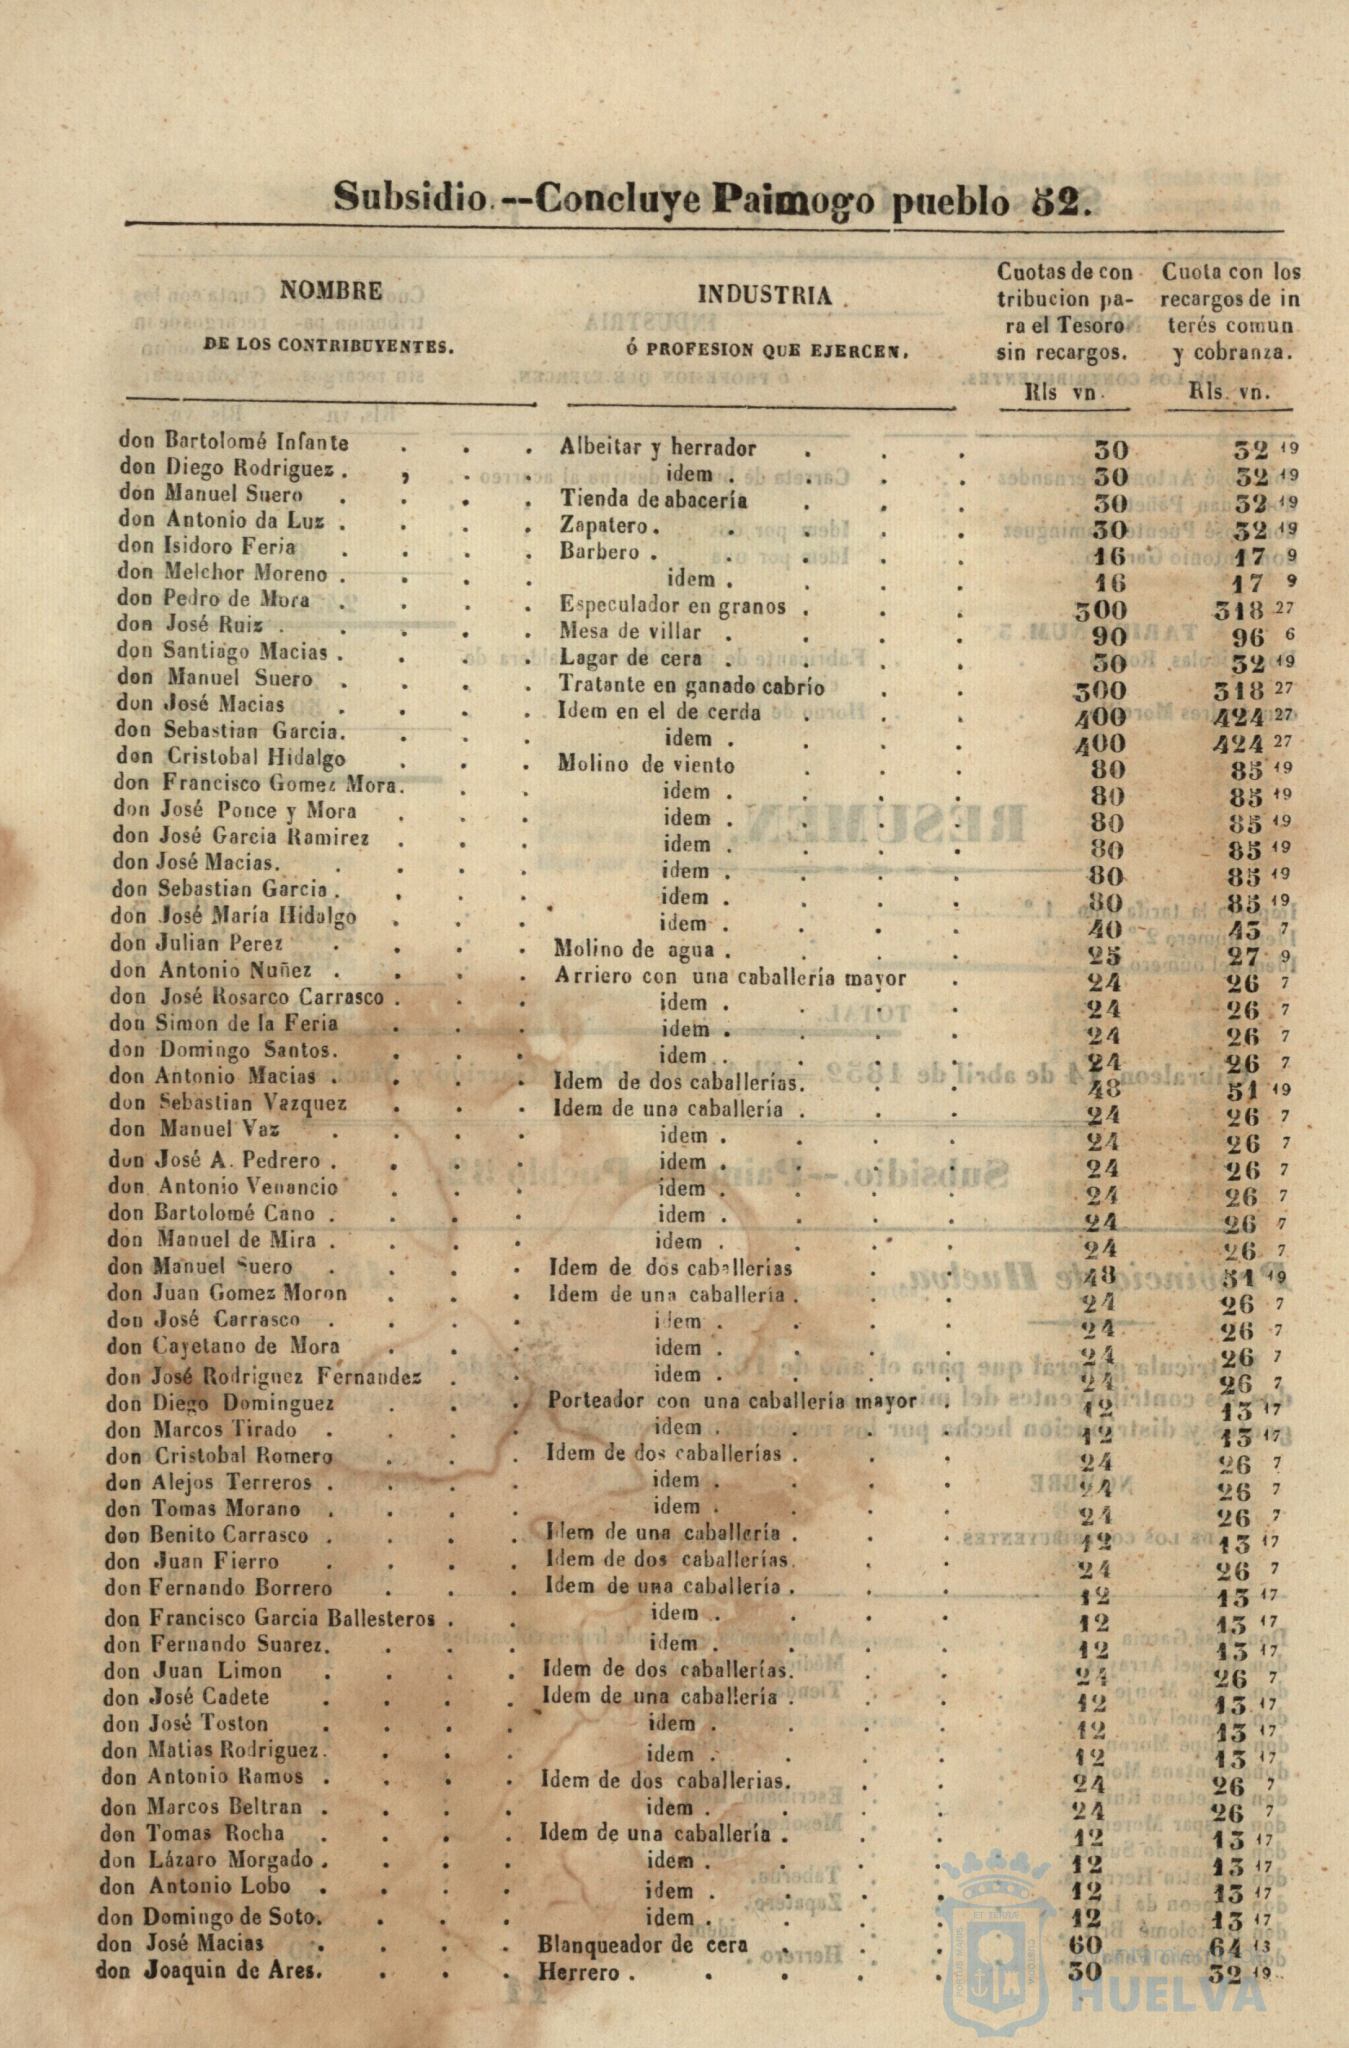 Subsidio.--Concluye Paimogo pueblo 52.
NOMBRE
DE LOS CONTRIBUYENTES.
INDUSTRIA
Ó PROFESION QUE EJERCEN.
Cuotas de con
tribucion pa-
ra el Tesoro
sin recargos.
Rls vn.
Cuota con los
recargos de in
terés comun
y cobranza.
Rls. vn.
don Bartolomé Infante . . . Albeitar y herrador . . . 30 32 19
don Diego Rodriguez . , . . idem . . . . 30 32 19
don Manuel Suero . . . . Tienda de abacería . . . 30 32 19
don Antonio da Luz . . . . Zapatero. . . . . 30 32 19
don Isidoro Feria . . . . Barbero . . . . . 16 17 9
don Melchor Moreno . . . . idem . . . . 16 17 9
don Pedro de Mora . . . . Especulador en granos . . . 300 318 27
don José Ruiz . . . . . Mesa de villar . . . . 90 96 6
don Santiago Macias . . . . Lagar de cera . . . . 30 32 19
don Manuel Suero . . . . Tratante en ganado cabrío . . 300 318 27
don José Macias . . . . Idem en el de cerda . . . 400 424 27
don Sebastian Garcia. . . . idem . . . . 400 424 27
don Cristobal Hidalgo . . . Molino de viento . . . 80 85 19
don Francisco Gomez Mora. . . idem . . . . 80 85 19
don José Ponce y Mora . . . idem . . . . 80 85 19
don José Garcia Ramirez . . . idem . . . . 80 85 19
don José Macias. . . . . idem . . . . 80 85 19
don Sebastian Garcia . . . . idem . . . . 80 85 19
don José María Hidalgo . . . idem . . . . 40 43 7
don Julian Perez . . . . Molino de agua . . . . 25 27 9
don Antonio Nuñez . . . . Arriero con una caballería mayor . 24 26 7
don José Rosarco Carrasco . . . idem . . . . 24 26 7
don Simon de la Feria . . . idem . . . . 24 26 7
don Domingo Santos. . . . idem . . . . 24 26 7
don Antonio Macias . . . . Idem de dos caballerías. . . 48 51 19
don Sebastian Vazquez . . . Idem de una caballería . . . 24 26 7
don Manuel Vaz . . . . idem . . . . 24 26 7
don José A. Pedrero . . . . idem . . . . 24 26 7
don Antonio Venancio . . . idem . . . . 24 26 7
don Bartolomé Cano . . . . idem . . . . 24 26 7
don Manuel de Mira . . . . idem . . . . 24 26 7
don Manuel Suero . . . . Idem de dos caballerias . . 48 51 19
don Juan Gomez Moron . . . Idem de una caballería . . . 24 26 7
don José Carrasco . . . . idem . . . . 24 26 7
don Cayetano de Mora . . . idem . . . . 24 26 7
don José Rodriguez Fernandez . . idem . . . . 24 26 7
don Diego Dominguez . . . Porteador con una caballería mayor . 12 13 17
don Marcos Tirado . . . . idem . . . . 12 13 17
don Cristobal Romero . . . Idem de dos caballerías . . . 24 26 7
don Alejos Terreros . . . . idem . . . . 24 26 7
don Tomas Morano . . . . idem . . . . 24 26 7
don Benito Carrasco . . . . Idem de una caballería . . . 12 13 17
don Juan Fierro . . . . Idem de dos caballerías. . . 24 26 7
don Fernando Borrero . . . Idem de una caballería . . . 12 13 17
don Francisco Garcia Ballesteros . . idem . . . . 12 13 17
don Fernando Suarez. . . . idem . . . . 12 13 17
don Juan Limon . . . . Idem de dos caballerías. . . 24 26 7
don José Cadete . . . . Idem de una caballería . . . 12 13 17
don José Toston . . . . idem . . . . 12 13 17
don Matias Rodriguez. . . . idem . . . . 12 13 17
don Antonio Ramos . . . . Idem de dos caballerias. . . 24 26 7
don Marcos Beltran . . . . idem . . . . 24 26 7
don Tomas Rocha . . . . Idem de una caballería . . . 12 13 17
don Lázaro Morgado . . . . idem . . . . 12 13 17
don Antonio Lobo . . . . idem . . . . 12 13 17
don Domingo de Soto. . . . idem . . . . 12 13 17
don José Macias . . . . Blanqueador de cera . . . 60 64 13
don Joaquin de Ares. . . . Herrero . . . . . 30 32 19
HUELVA